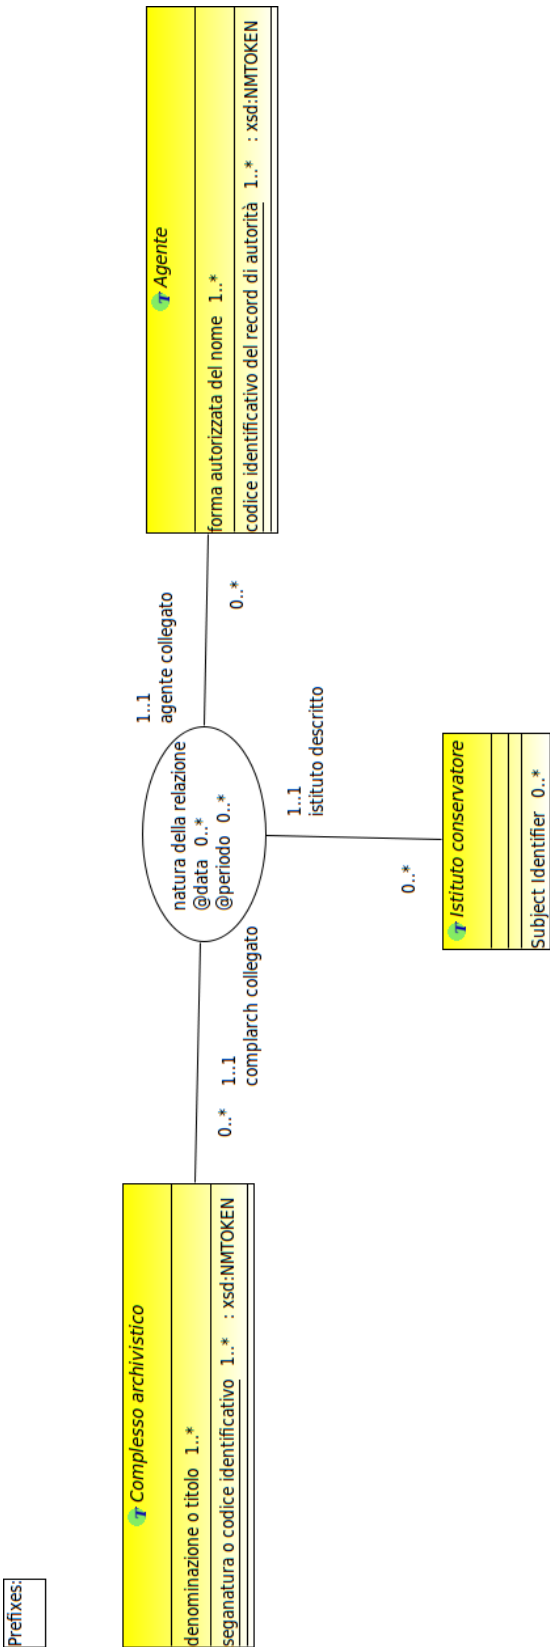 Prefixes:
T Complesso archivistico
denominazione o titolo 1..*
seganatura o codice identificativo 1..* : xsd:NMTOKEN
0..* 1..1
complarch collegato
natura della relazione
@data 0..*
@periodo 0..*
1..1
agente collegato
0..*
T Agente
forma autorizzata del nome 1..*
codice identificativo del record di autorità 1..* : xsd:NMTOKEN
1..1
istituto descritto
0..*
T Istituto conservatore
Subject Identifier 0..*